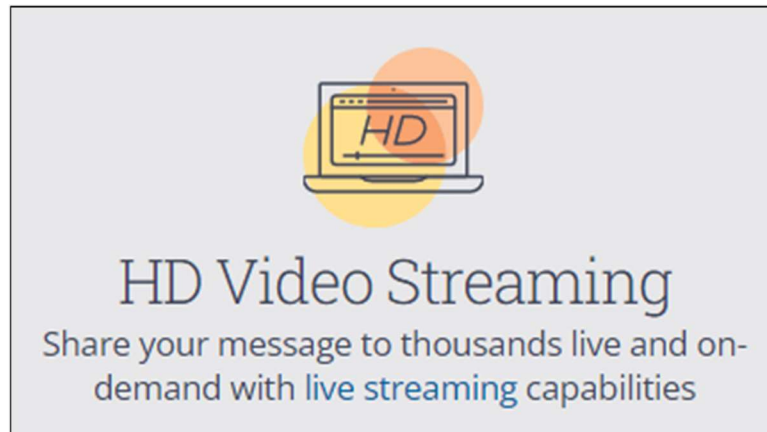 HD
HD Video Streaming
Share your message to thousands live and on-
demand with live streaming capabilities